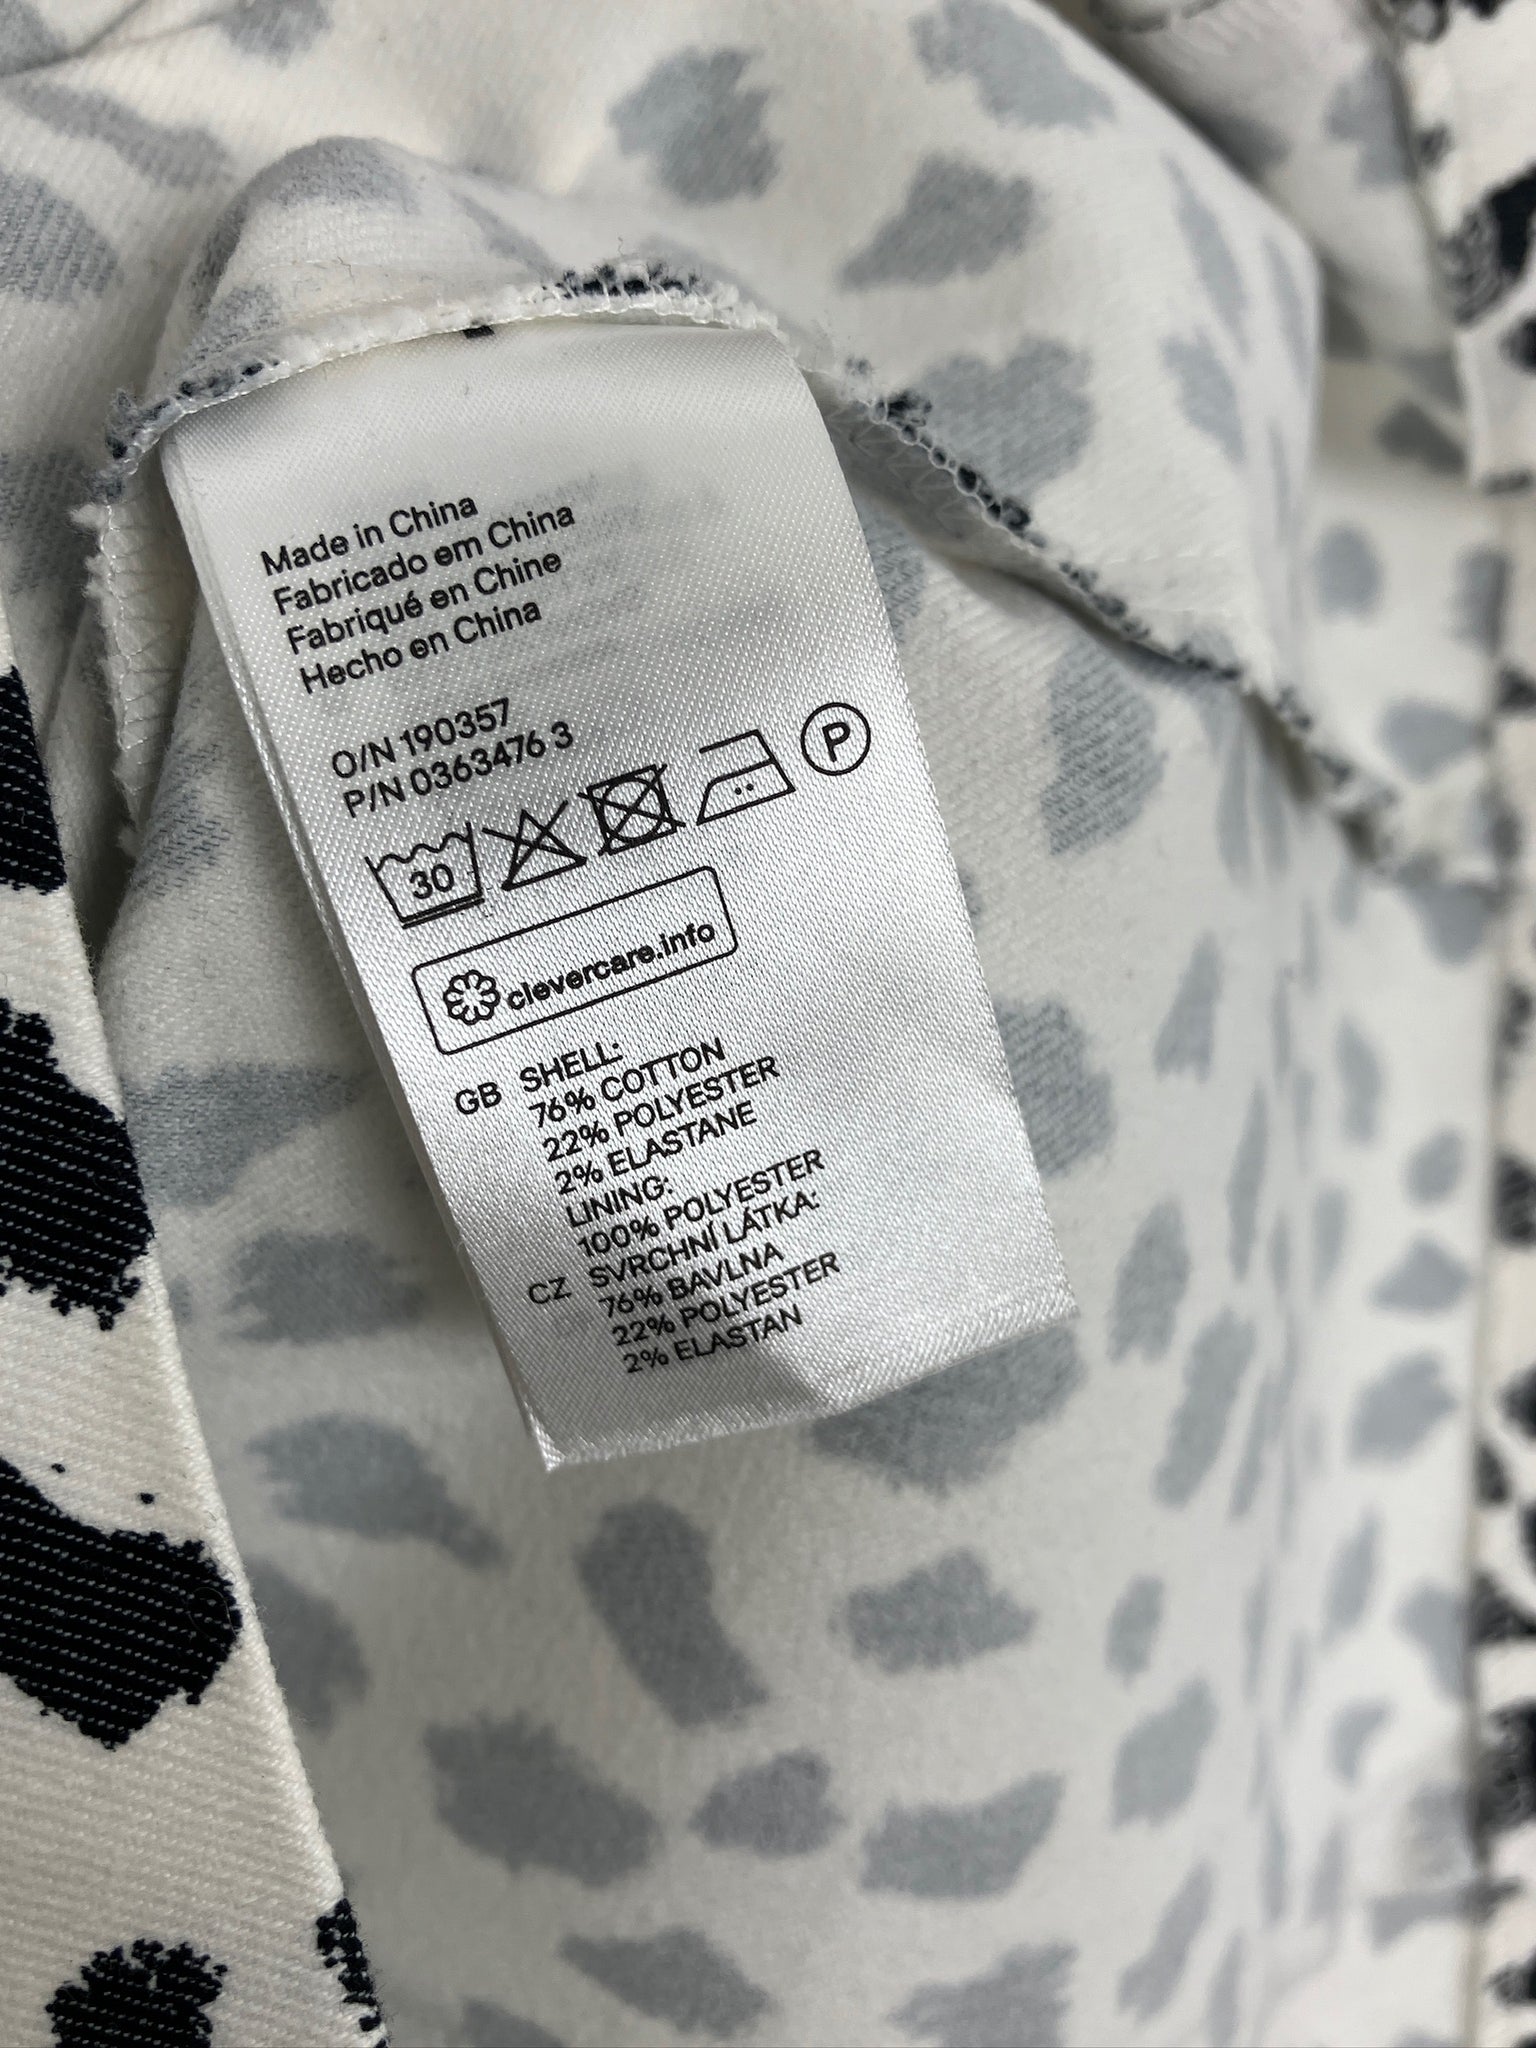 Made in China
Fabricado em China
Fabriqué en Chine
Hecho en China
O/N 190357
P/N 0363476 3
30
P
clevercare.info
GB SHELL:
76% COTTON
22% POLYESTER
2% ELASTANE
LINING:
100% POLYESTER
CZ SVRCHNÍ LÁTKA:
76% BAVLNA
22% POLYESTER
2% ELASTAN